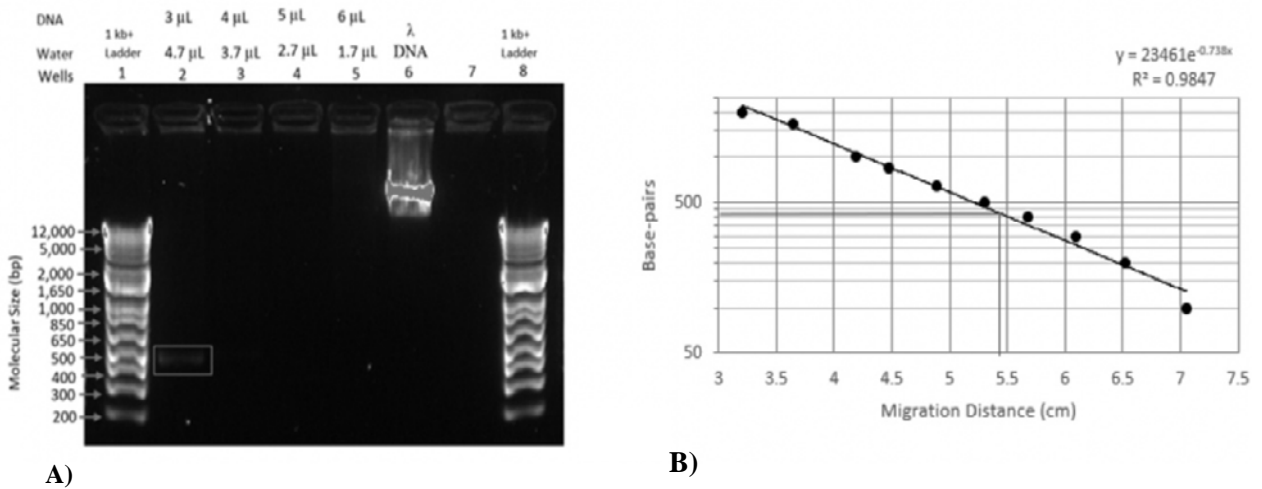 DNA 3 µL 4 µL 5 µL 6 µL
1 kb+ Ladder λ DNA 1 kb+ Ladder
Water 4.7 µL 3.7 µL 2.7 µL 1.7 µL
Wells 1 2 3 4 5 6 7 8
Molecular Size (bp)
12,000
5,000
2,000
1,650
1,000
850
650
500
400
300
200
A)
y = 23461e^-0.738x
R² = 0.9847
Base-pairs
500
50
3 3.5 4 4.5 5 5.5 6 6.5 7 7.5
Migration Distance (cm)
B)